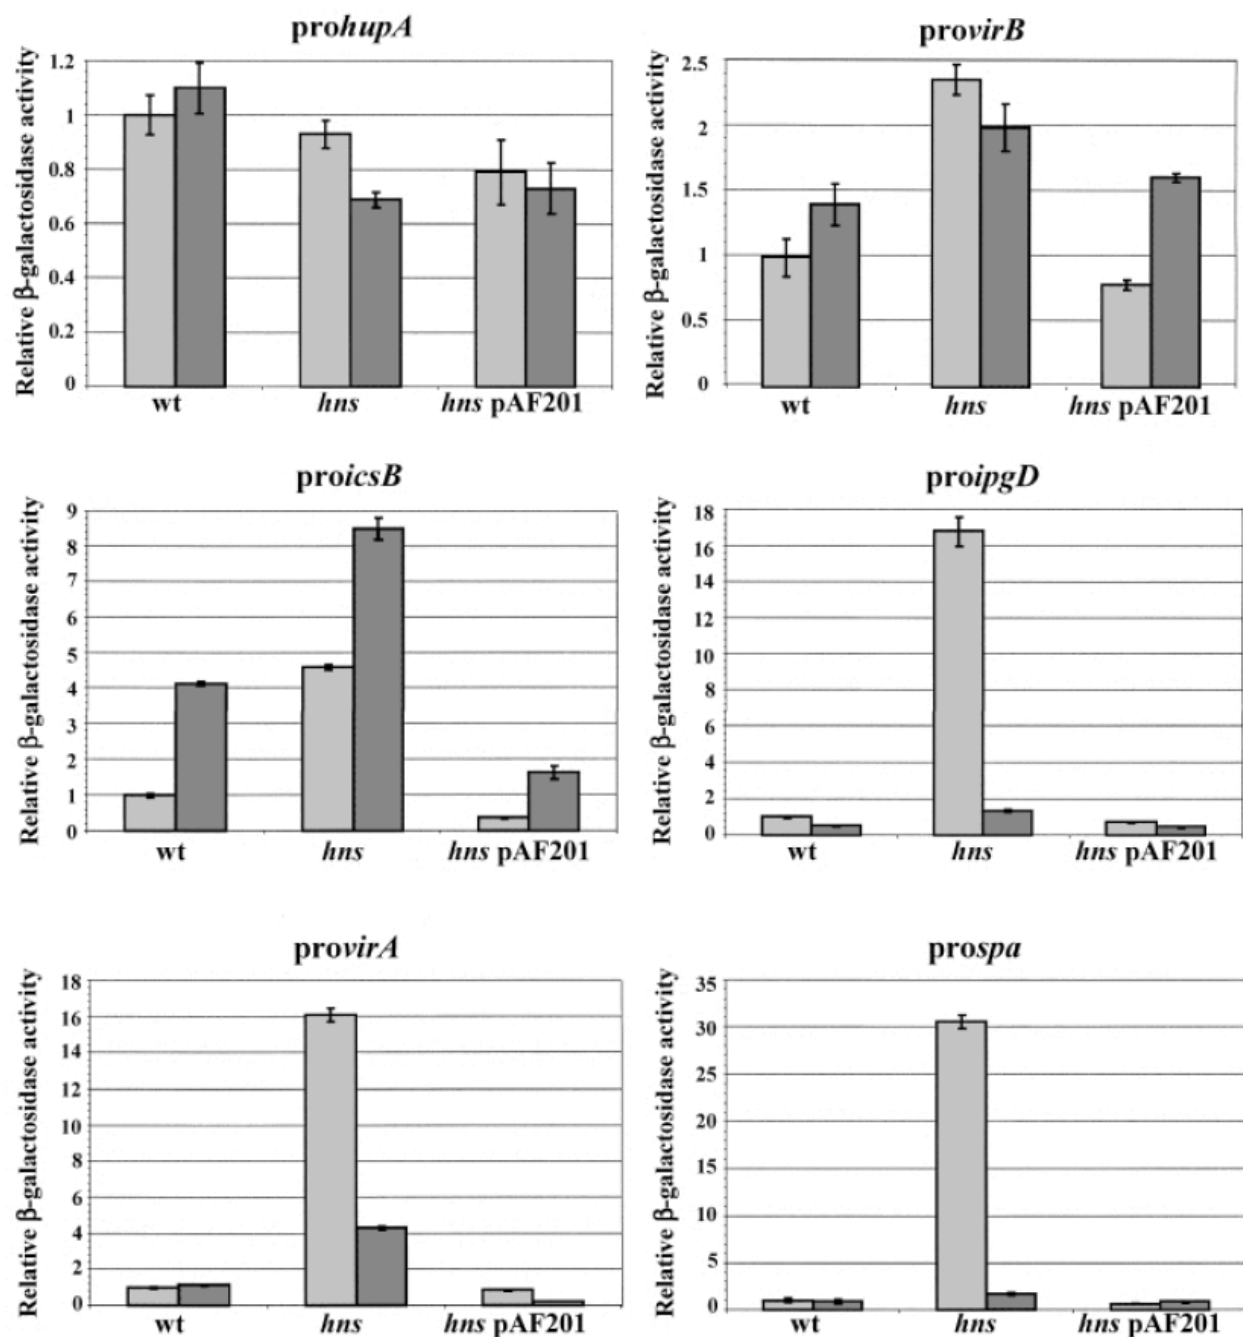 prohupA
Relative β-galactosidase activity
1.2
1
0.8
0.6
0.4
0.2
0
wt
hns
hns pAF201
provirB
Relative β-galactosidase activity
2.5
2
1.5
1
0.5
0
wt
hns
hns pAF201
proicsB
Relative β-galactosidase activity
9
8
7
6
5
4
3
2
1
0
wt
hns
hns pAF201
proipgD
Relative β-galactosidase activity
18
16
14
12
10
8
6
4
2
0
wt
hns
hns pAF201
provirA
Relative β-galactosidase activity
18
16
14
12
10
8
6
4
2
0
wt
hns
hns pAF201
prospa
Relative β-galactosidase activity
35
30
25
20
15
10
5
0
wt
hns
hns pAF201